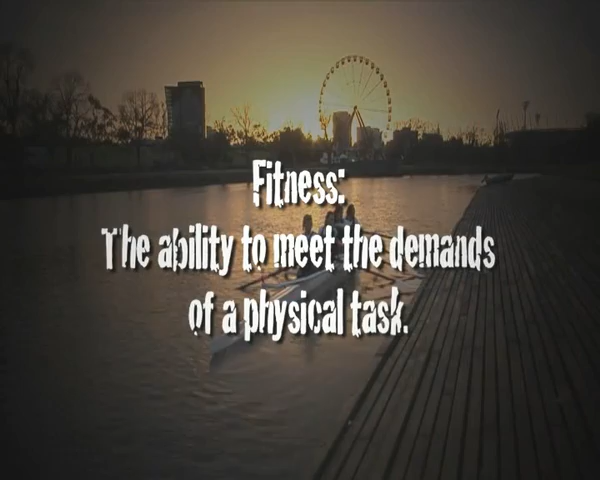 Fitness:
The ability to meet the demands
of a physical task.